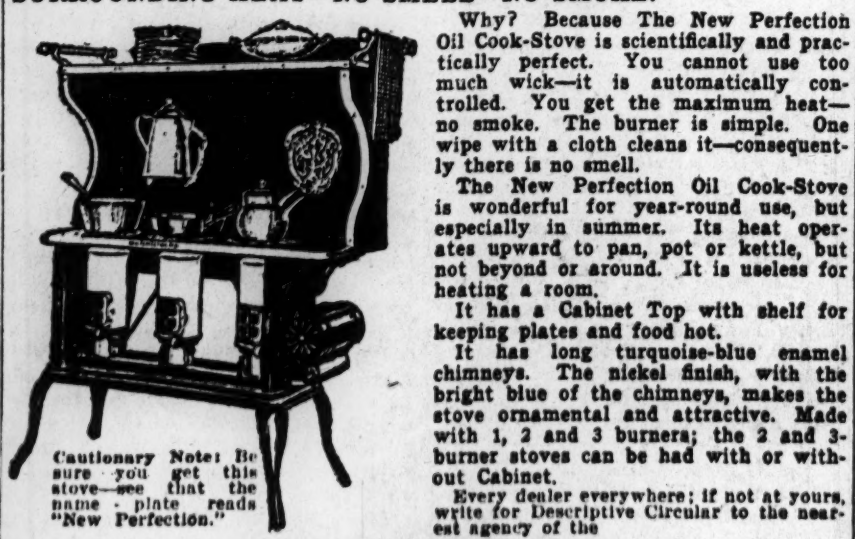 SURROUNDING HEAT—NO SMELL—NO SMOKE.
Why? Because The New Perfection
Oil Cook-Stove is scientifically and prac-
tically perfect. You cannot use too
much wick—it is automatically con-
trolled. You get the maximum heat—
no smoke. The burner is simple. One
wipe with a cloth cleans it—consequent-
ly there is no smell.
The New Perfection Oil Cook-Stove
is wonderful for year-round use, but
especially in summer. Its heat oper-
ates upward to pan, pot or kettle, but
not beyond or around. It is useless for
heating a room.
It has a Cabinet Top with shelf for
keeping plates and food hot.
It has long turquoise-blue enamel
chimneys. The nickel finish, with the
bright blue of the chimneys, makes the
stove ornamental and attractive. Made
with 1, 2 and 3 burners; the 2 and 3-
burner stoves can be had with or with-
out Cabinet.
Every dealer everywhere; if not at yours,
write for Descriptive Circular to the near-
est agency of the
Cautionary Note: Be
sure you get this
stove—see that the
name - plate reads
"New Perfection."